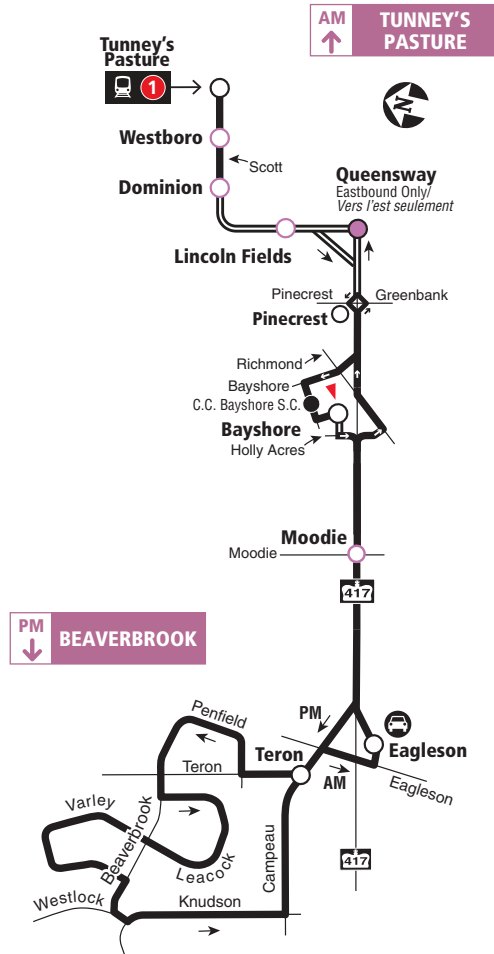 AM
TUNNEY'S
PASTURE
Tunney's
Pasture
1
N
Westboro
Scott
Dominion
Queensway
Eastbound Only/
Vers l'est seulement
Lincoln Fields
Pinecrest
Greenbank
Pinecrest
Richmond
Bayshore
C.C. Bayshore S.C.
Bayshore
Holly Acres
Moodie
Moodie
417
PM
BEAVERBROOK
Penfield
PM
Teron
Eagleson
Teron
AM
Eagleson
Varley
Beaverbrook
Leacock
Campeau
417
Westlock
Knudson